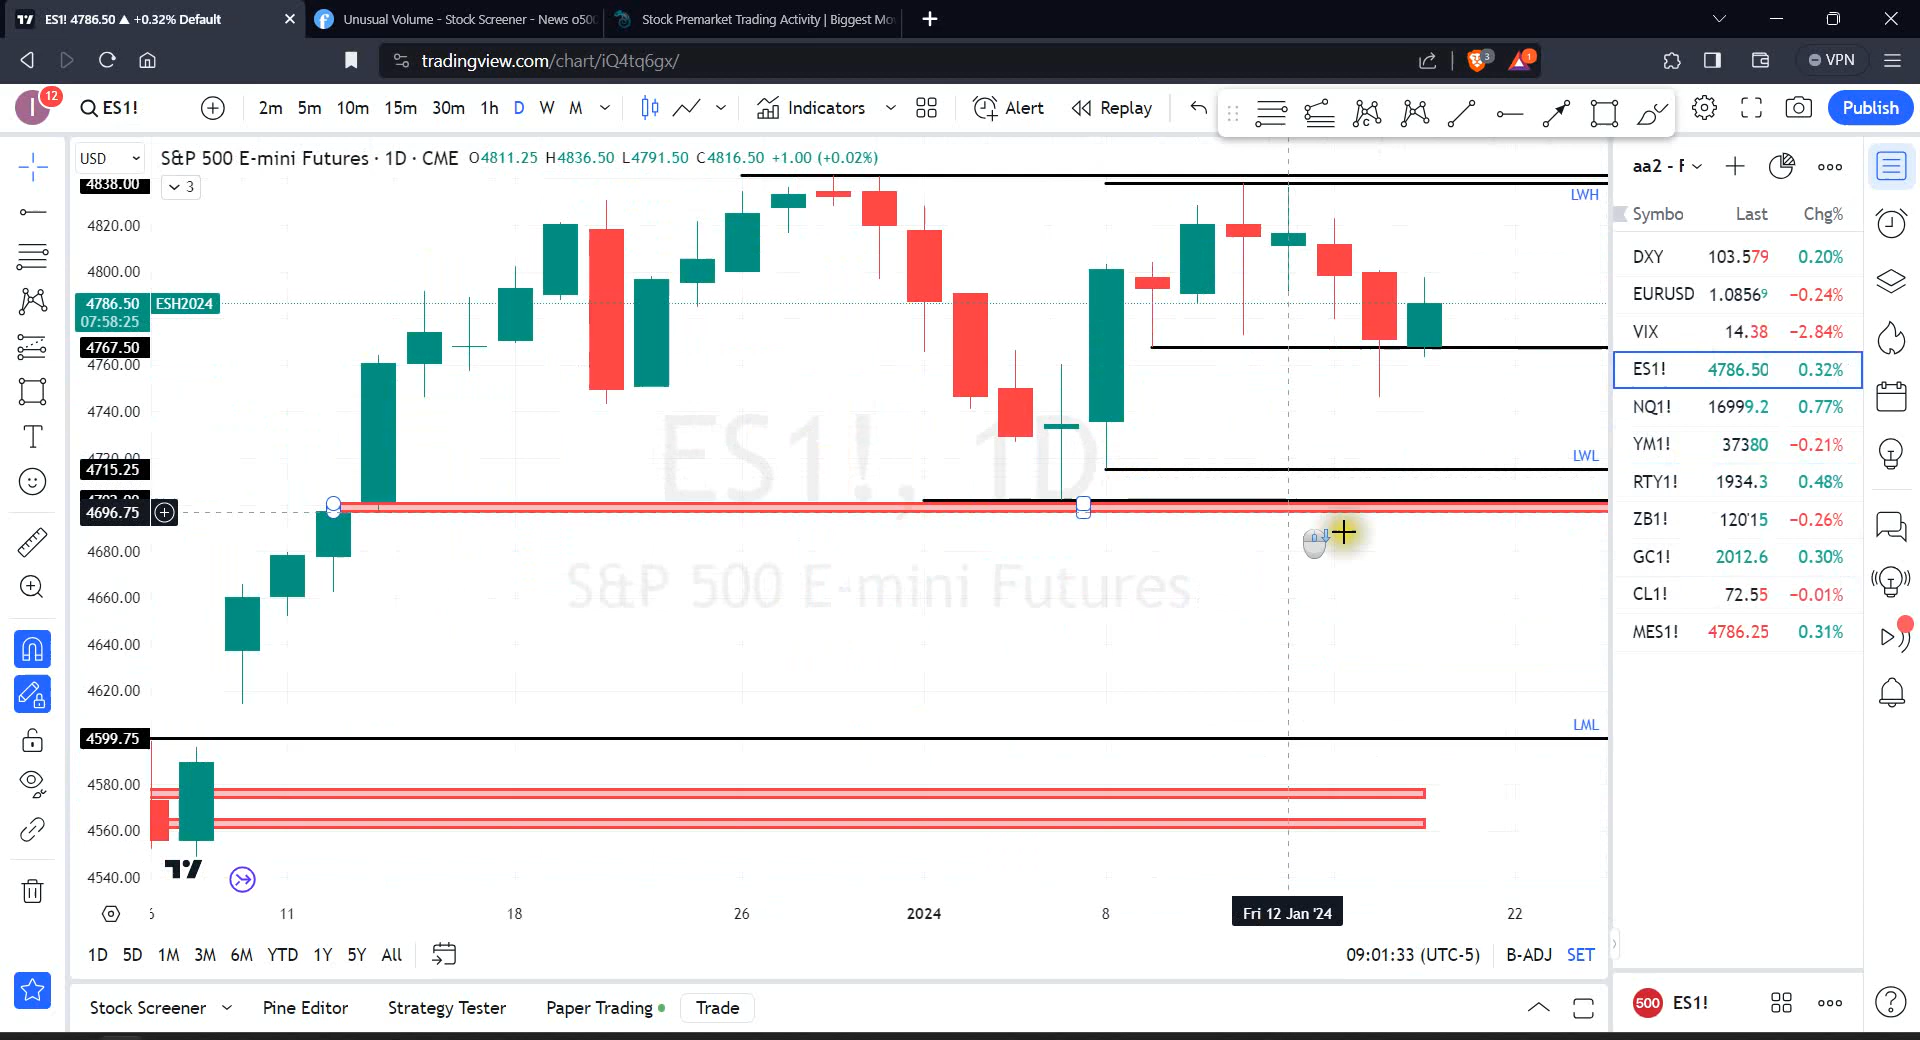 ES1! 4786.50 ▲ +0.32% Default
Unusual Volume - Stock Screener - News o50
Stock Premarket Trading Activity | Biggest Mo
tradingview.com/chart/iQ4tq6gx/
3
1
VPN
I
12
ES1!
2m 5m 10m 15m 30m 1h D W M
Indicators
Alert
Replay
Publish
USD
S&P 500 E-mini Futures · 1D · CME O4811.25 H4836.50 L4791.50 C4816.50 +1.00 (+0.02%)
3
4838.00
4820.00
4800.00
4786.50 ESH2024
07:58:25
4767.50
4760.00
4740.00
4715.25
4696.75
4680.00
4660.00
4640.00
4620.00
4599.75
4580.00
4560.00
4540.00
LWH
LWL
LML
ES1!, 1D
S&P 500 E-mini Futures
11 18 26 2024 8 Fri 12 Jan '24 22
1D 5D 1M 3M 6M YTD 1Y 5Y All
09:01:33 (UTC-5) B-ADJ SET
Stock Screener Pine Editor Strategy Tester Paper Trading Trade
aa2 - F
Symbo Last Chg%
DXY 103.579 0.20%
EURUSD 1.08569 −0.24%
VIX 14.38 −2.84%
ES1! 4786.50 0.32%
NQ1! 16999.2 0.77%
YM1! 37380 −0.21%
RTY1! 1934.3 0.48%
ZB1! 120'15 −0.26%
GC1! 2012.6 0.30%
CL1! 72.55 −0.01%
MES1! 4786.25 0.31%
500 ES1!